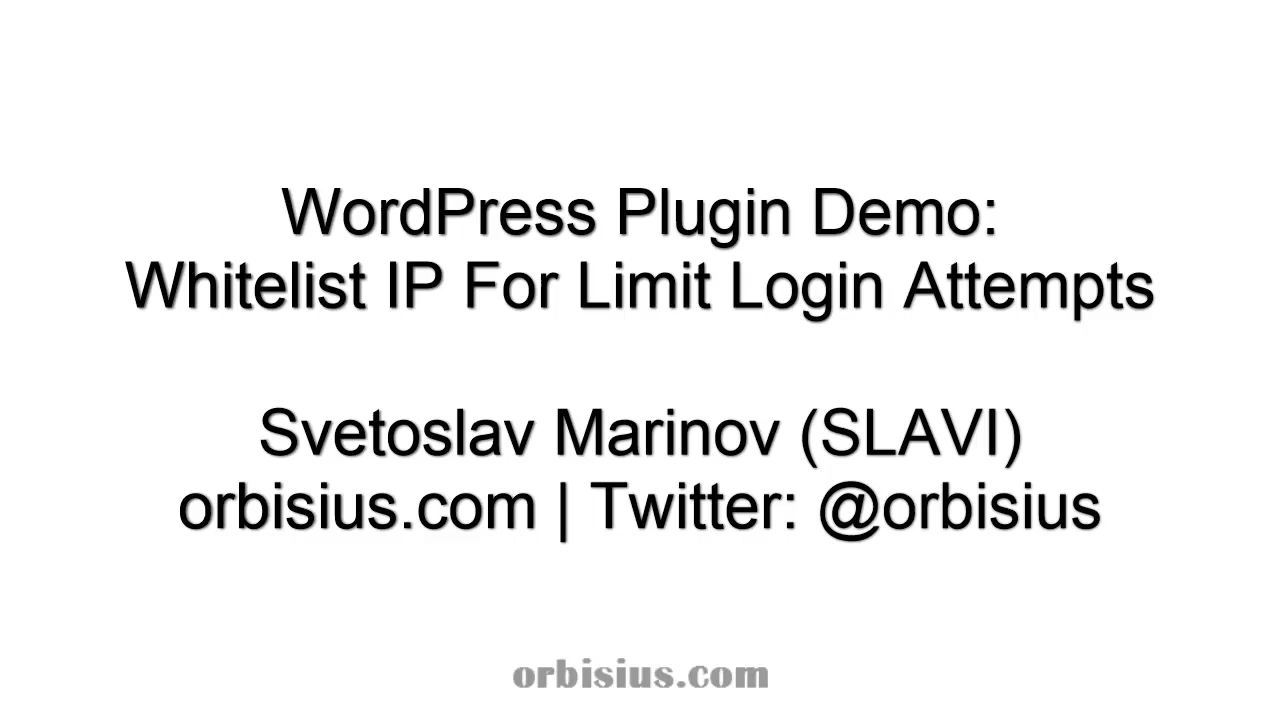 WordPress Plugin Demo:
Whitelist IP For Limit Login Attempts
Svetoslav Marinov (SLAVI)
orbisius.com | Twitter: @orbisius
orbisius.com